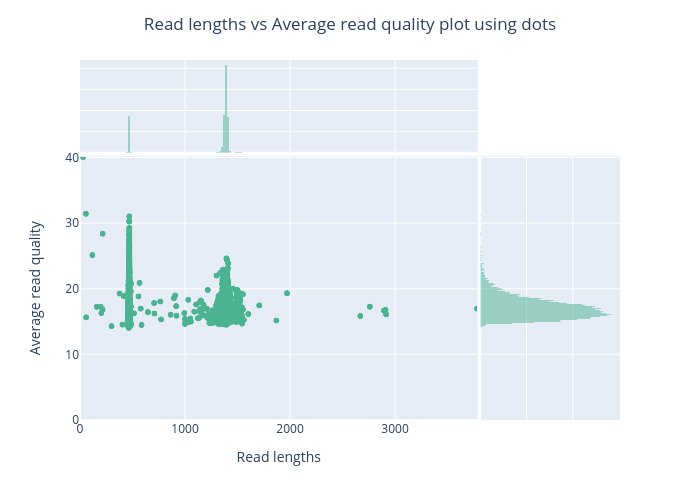 Read lengths vs Average read quality plot using dots
40
30
20
10
0
0 1000 2000 3000
Average read quality
Read lengths